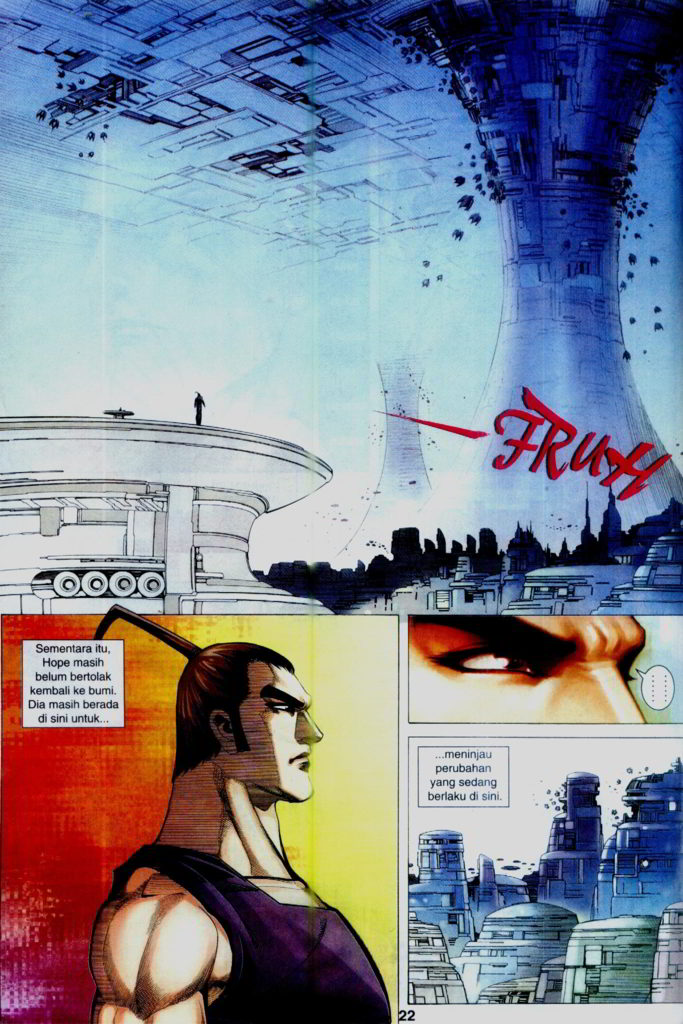 FRUH
Sementara itu,
Hope masih
belum bertolak
kembali ke bumi.
Dia masih berada
di sini untuk...
...meninjau
perubahan
yang sedang
berlaku di sini.
22